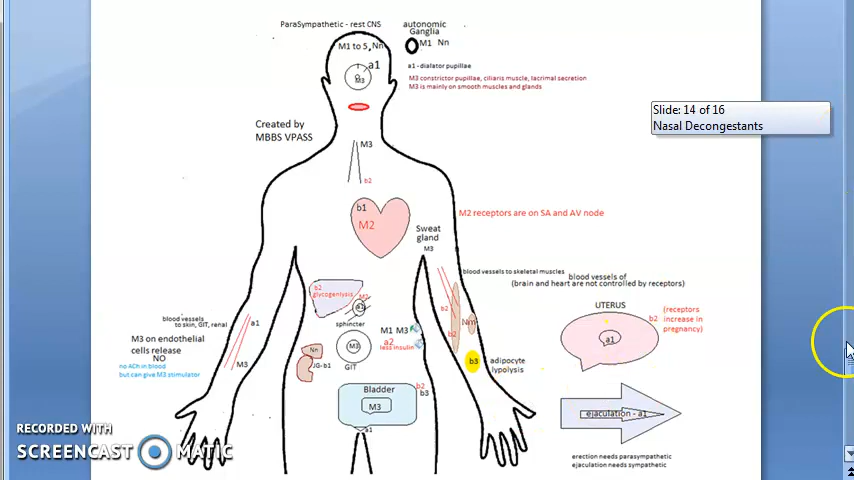 ParaSympathetic - rest CNS
autonomic
Ganglia
M1 to 5, Nn
M1 Nn
a1
M3
a1 - dialator pupillae
M3 constrictor pupillae, ciliaris muscle, lacrimal secretion
M3 is mainly on smooth muscles and glands
Slide: 14 of 16
Nasal Decongestants
Created by
MBBS VPASS
M3
b2
b1
M2
M2 receptors are on SA and AV node
Sweat
gland
M3
blood vessels to skeletal muscles
blood vessels of
(brain and heart are not controlled by receptors)
b2
glycogenlysis
a1
sphincter
b2
b2
Nm
UTERUS
b2
(receptors
increase in
pregnancy)
a1
blood vessels
to skin, GIT, renal
a1
M3 on endothelial
cells release
NO
no ACh in blood
but can give M3 stimulator
M3
Nn
JG- b1
M3
GIT
M1 M3
a2
less insulin
b3
adipocyte
lypolysis
Bladder
M3
b2
b3
a1
ejaculation - a1
erection needs parasympathetic
ejaculation needs sympathetic
RECORDED WITH
SCREENCAST MATIC